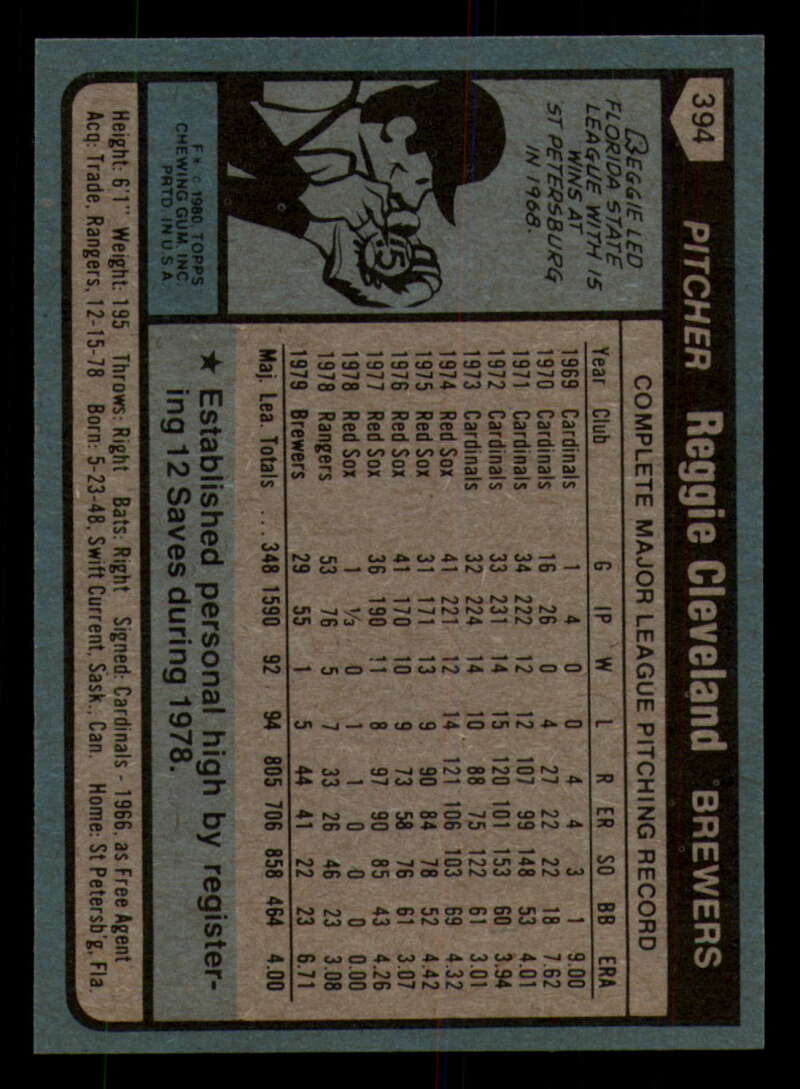 394
PITCHER Reggie Cleveland BREWERS
REGGIE LED
FLORIDA STATE
LEAGUE WITH 15
WINS AT
ST PETERSBURG
IN 1968.
15
F★ © 1980 TOPPS
CHEWING GUM, INC.
PRTD. IN U.S.A.
COMPLETE MAJOR LEAGUE PITCHING RECORD
Year Club G IP W L R ER SO BB ERA
1969 Cardinals 1 4 0 0 4 4 3 1 9.00
1970 Cardinals 16 26 0 4 27 22 22 18 7.62
1971 Cardinals 34 222 12 12 107 99 148 53 4.01
1972 Cardinals 33 231 14 15 120 101 153 60 3.94
1973 Cardinals 32 224 14 10 88 75 122 61 3.01
1974 Red Sox 41 221 12 14 121 106 103 69 4.32
1975 Red Sox 31 171 13 9 90 84 78 52 4.42
1976 Red Sox 41 170 10 9 73 58 76 61 3.07
1977 Red Sox 36 190 11 8 97 90 85 43 4.26
1978 Red Sox 1 ⅓ 0 1 1 0 0 0 0.00
1978 Rangers 53 76 5 7 33 26 46 23 3.08
1979 Brewers 29 55 1 5 44 41 22 23 6.71
Maj. Lea. Totals ... 348 1590 92 94 805 706 858 464 4.00
★ Established personal high by register-
ing 12 Saves during 1978.
Height: 6'1" Weight: 195 Throws: Right Bats: Right Signed: Cardinals - 1966, as Free Agent
Acq: Trade, Rangers, 12-15-78 Born: 5-23-48, Swift Current, Sask., Can. Home: St Petersb'g, Fla.